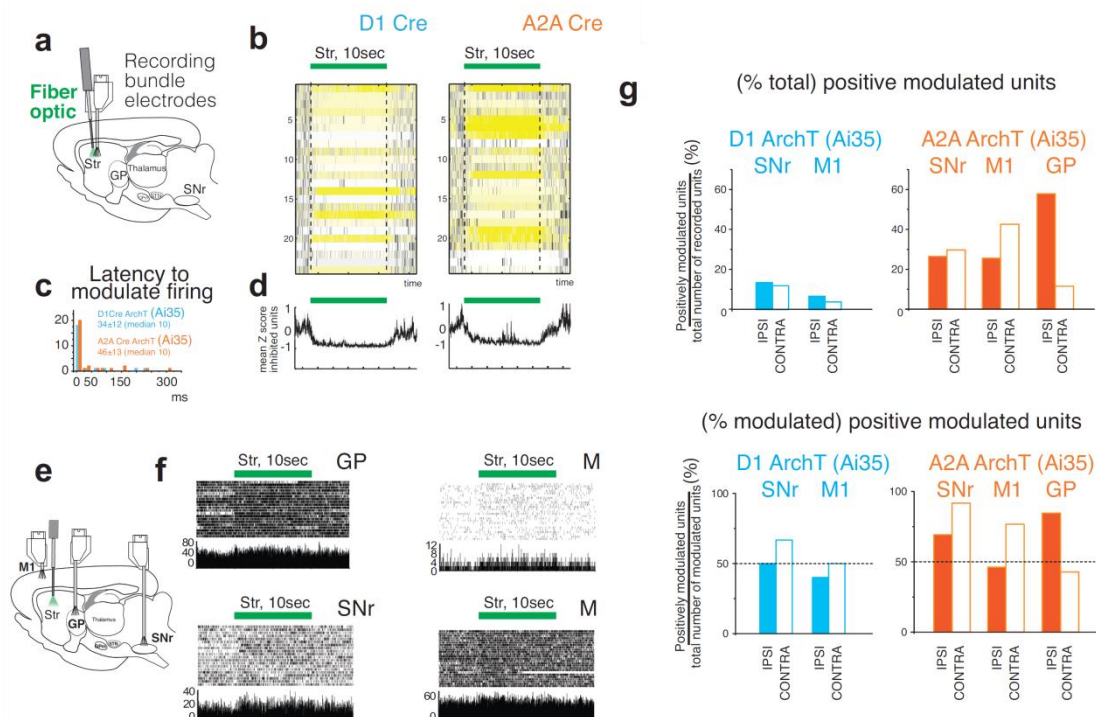 a
Fiber
optic
Recording
bundle
electrodes
Str
GP
Thalamus
SNr
b
D1 Cre
A2A Cre
Str, 10sec
Str, 10sec
5
10
15
20
5
10
15
20
time
time
c
Latency to
modulate firing
20
10
0
D1Cre ArchT (Ai35)
34±12 (median 10)
A2A Cre ArchT (Ai35)
46±13 (median 10)
0 50 150 300
ms
d
mean Z score
inhibited units
1
0
-1
1
0
-1
e
M1
Str
GP
Thalamus
SNr
f
Str, 10sec
GP
80
40
0
Str, 10sec
M
12
8
4
0
Str, 10sec
SNr
40
20
0
Str, 10sec
M
60
0
g
(% total) positive modulated units
D1 ArchT (Ai35)
SNr M1
A2A ArchT (Ai35)
SNr M1 GP
Positively modulated units
total number of recorded units
(%)
60
40
20
0
IPSI
CONTRA
IPSI
CONTRA
60
40
20
0
IPSI
CONTRA
IPSI
CONTRA
IPSI
CONTRA
(% modulated) positive modulated units
D1 ArchT (Ai35)
SNr M1
A2A ArchT (Ai35)
SNr M1 GP
Positively modulated units
total number of modulated units
(%)
100
50
0
IPSI
CONTRA
IPSI
CONTRA
100
50
0
IPSI
CONTRA
IPSI
CONTRA
IPSI
CONTRA